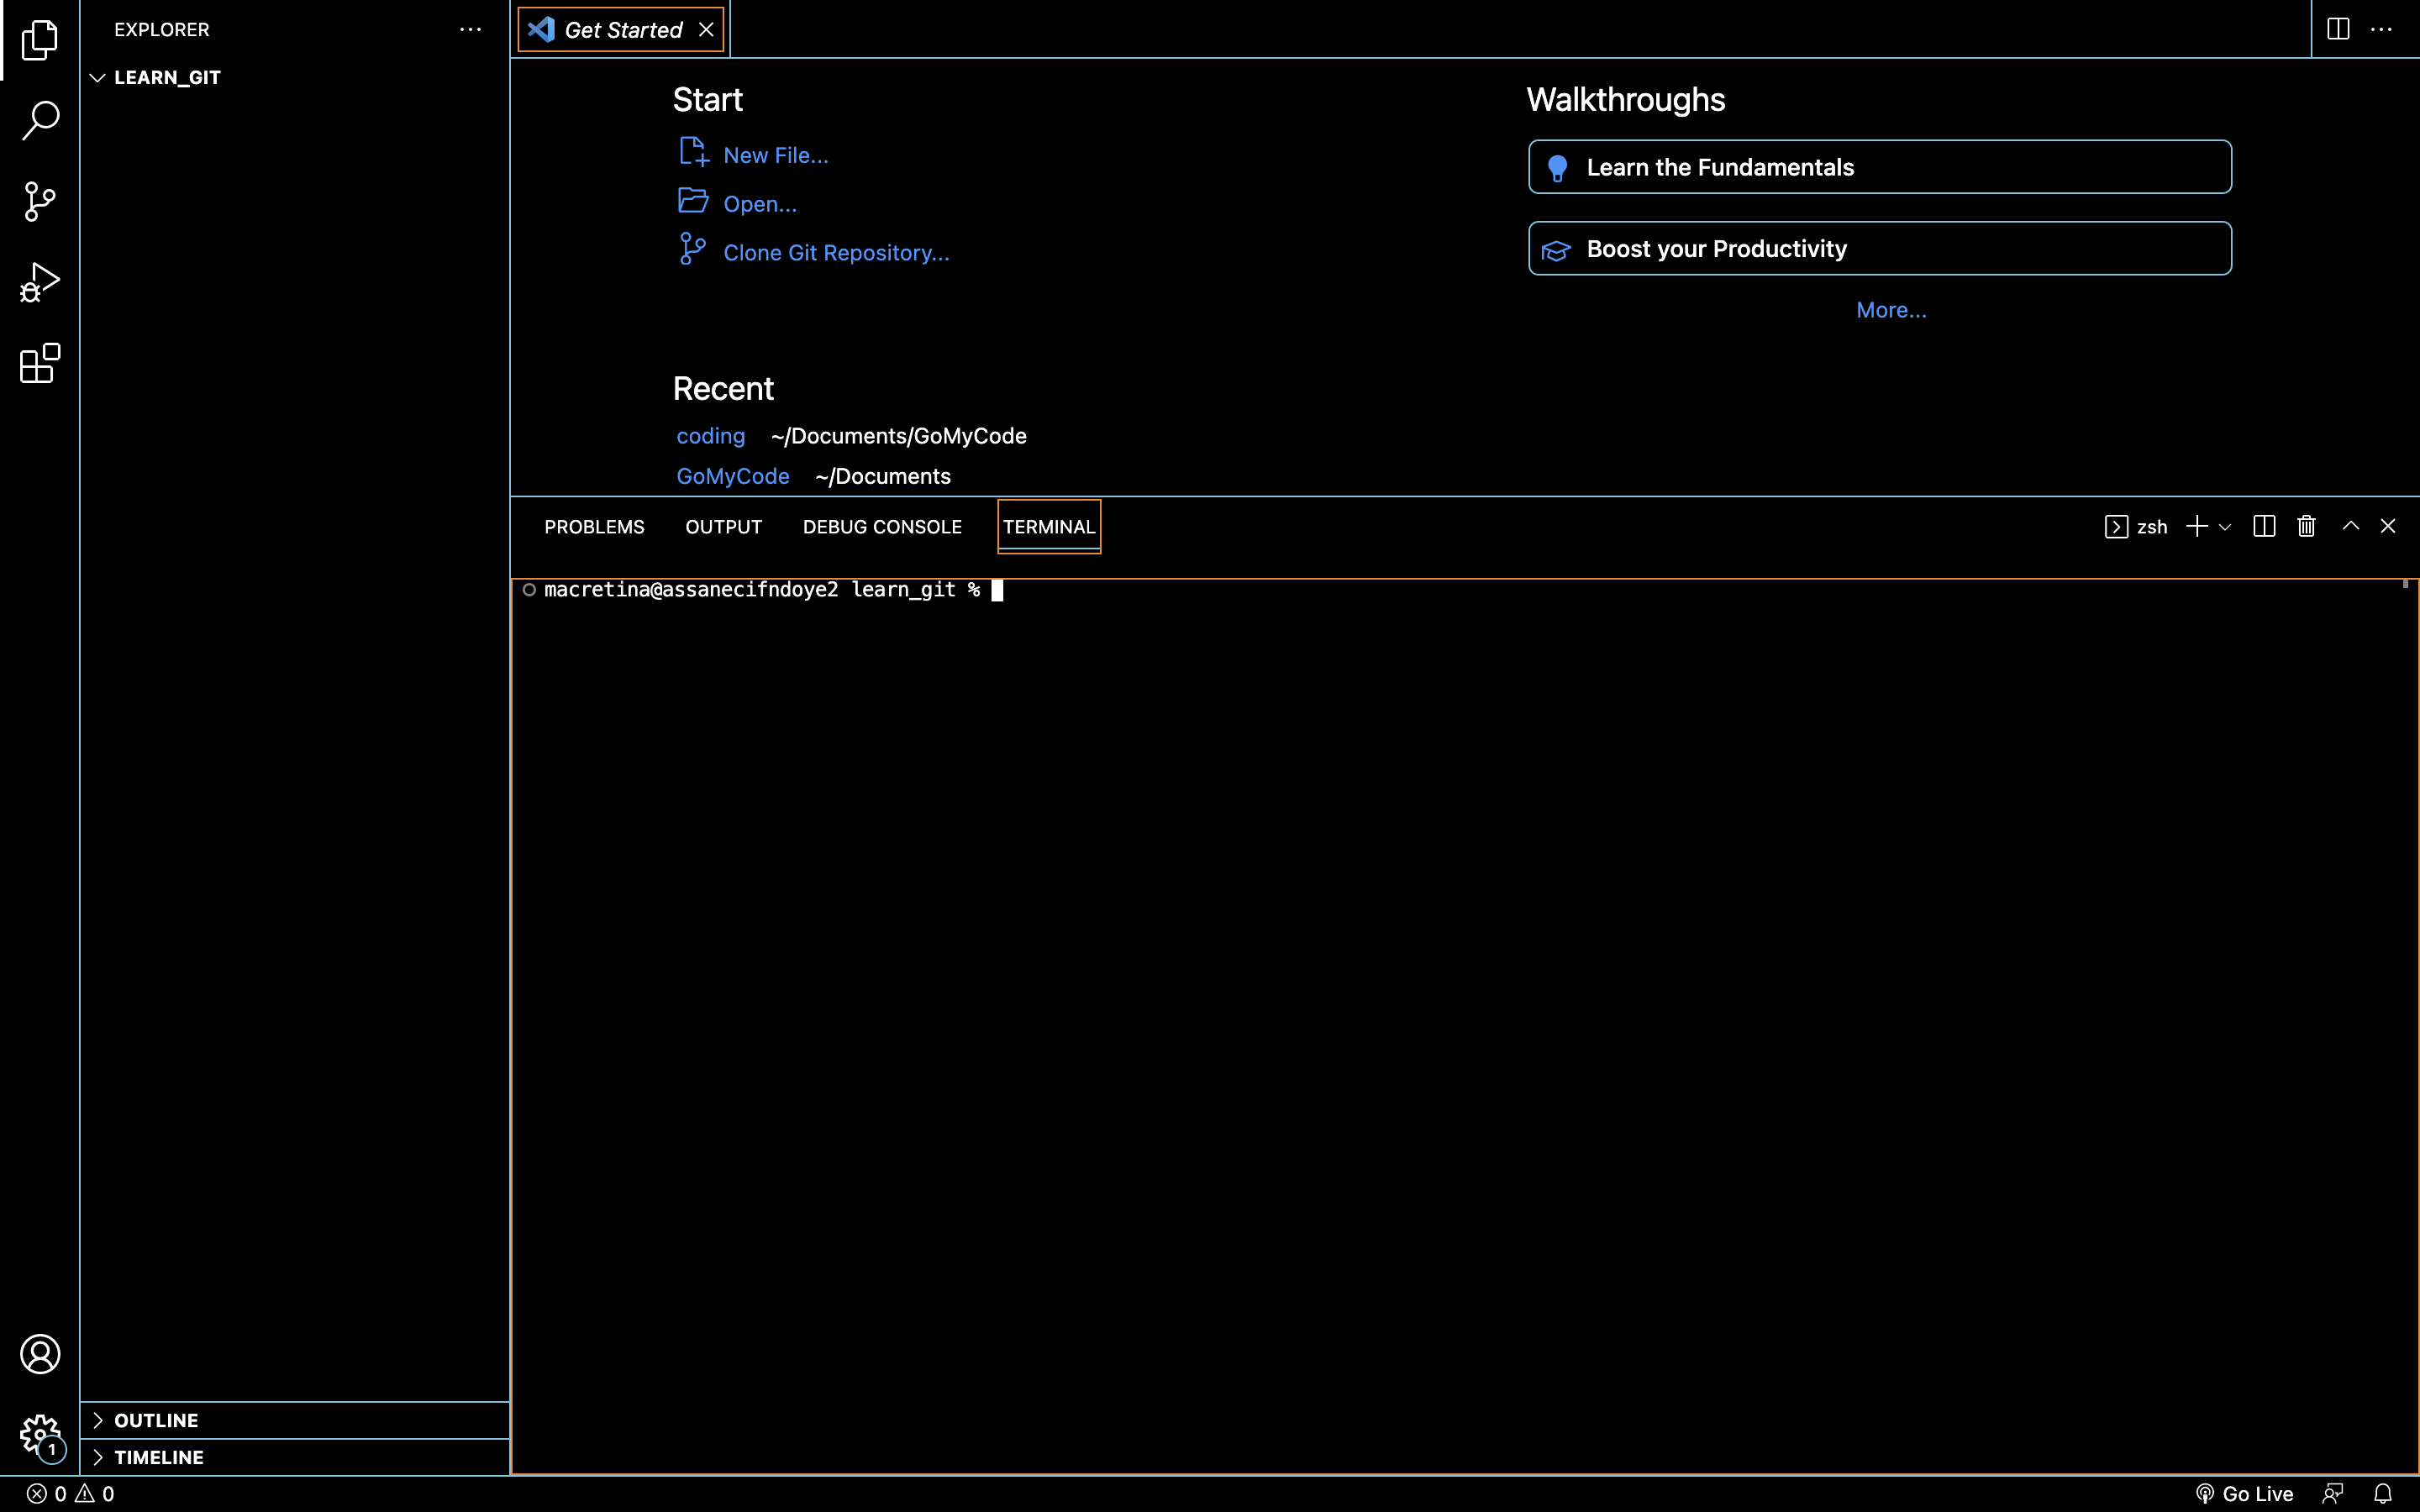 EXPLORER
LEARN_GIT
OUTLINE
TIMELINE
Get Started
Start
New File...
Open...
Clone Git Repository...
Recent
coding ~/Documents/GoMyCode
GoMyCode ~/Documents
Walkthroughs
Learn the Fundamentals
Boost your Productivity
More...
PROBLEMS OUTPUT DEBUG CONSOLE TERMINAL
zsh
macretina@assanecifndoye2 learn_git %
1
0 0
Go Live